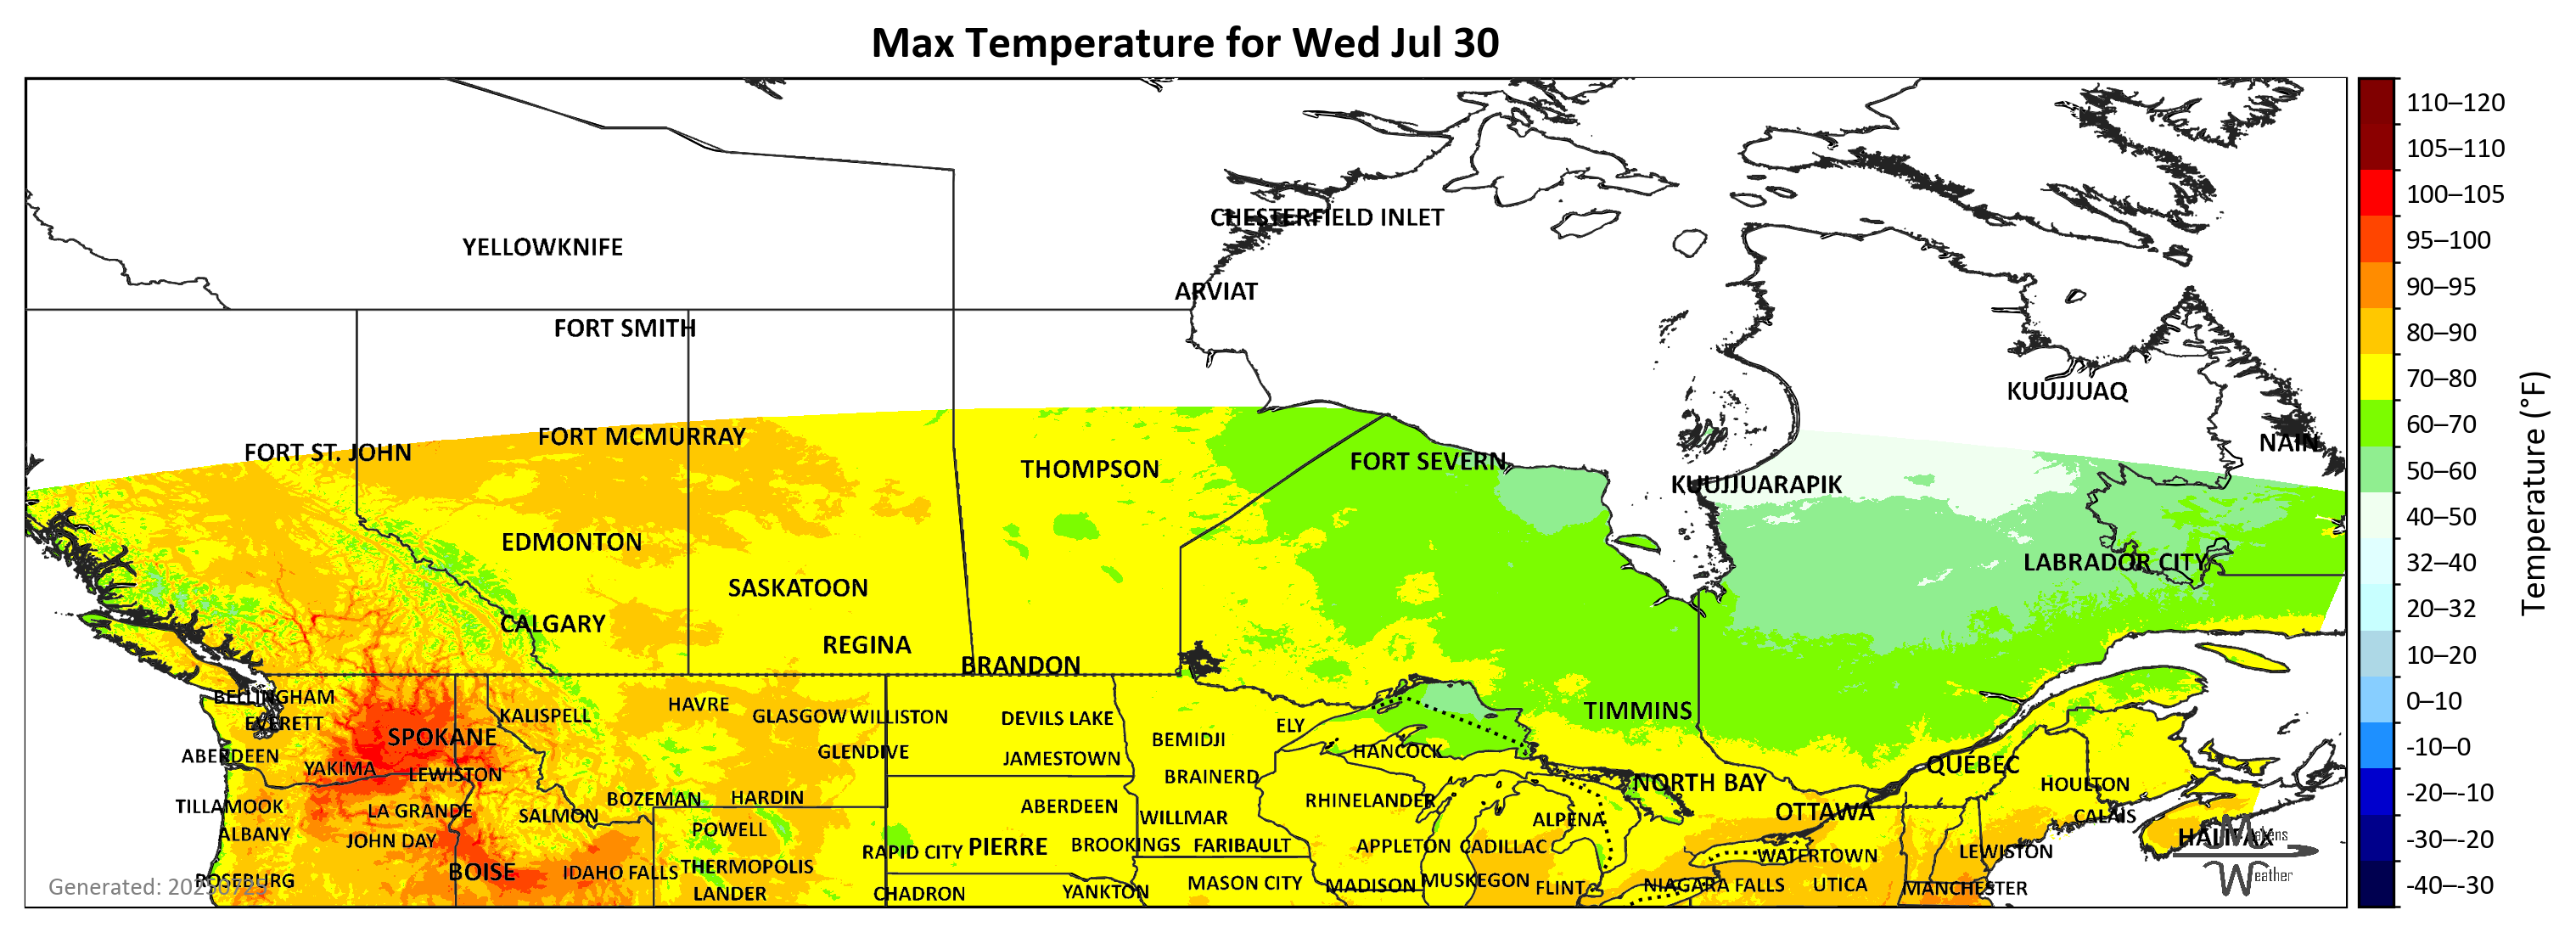 Max Temperature for Wed Jul 30
110–120
105–110
CHESTERFIELD INLET
100–105
YELLOWKNIFE
95–100
ARVIAT
90–95
FORT SMITH
80–90
KUUJJUAQ
70–80
FORT ST. JOHN
FORT MCMURRAY
60–70
NAIN
THOMPSON
FORT SEVERN
50–60
KUUJJUARAPIK
40–50
EDMONTON
LABRADOR CITY
32–40
SASKATOON
20–32
CALGARY
REGINA
10–20
BRANDON
BELLINGHAM
HAVRE
0–10
EVERETT
KALISPELL
GLASGOW
WILLISTON
DEVILS LAKE
ELY
TIMMINS
SPOKANE
BEMIDJI
-10–0
ABERDEEN
GLENDIVE
JAMESTOWN
HANCOCK
YAKIMA
LEWISTON
BRAINERD
NORTH BAY
QUÉBEC
HOULTON
-20–-10
TILLAMOOK
LA GRANDE
SALMON
BOZEMAN
HARDIN
ABERDEEN
WILLMAR
RHINELANDER
ALPENA
OTTAWA
CALAIS
ALBANY
JOHN DAY
POWELL
RAPID CITY
PIERRE
BROOKINGS
FARIBAULT
APPLETON
CADILLAC
WATERTOWN
LEWISTON
HALIFAX
Makens
Weather
-30–-20
ROSEBURG
BOISE
IDAHO FALLS
THERMOPOLIS
LANDER
CHADRON
YANKTON
MASON CITY
MADISON
MUSKEGON
FLINT
NIAGARA FALLS
UTICA
MANCHESTER
-40–-30
Generated: 20250725
Temperature (°F)